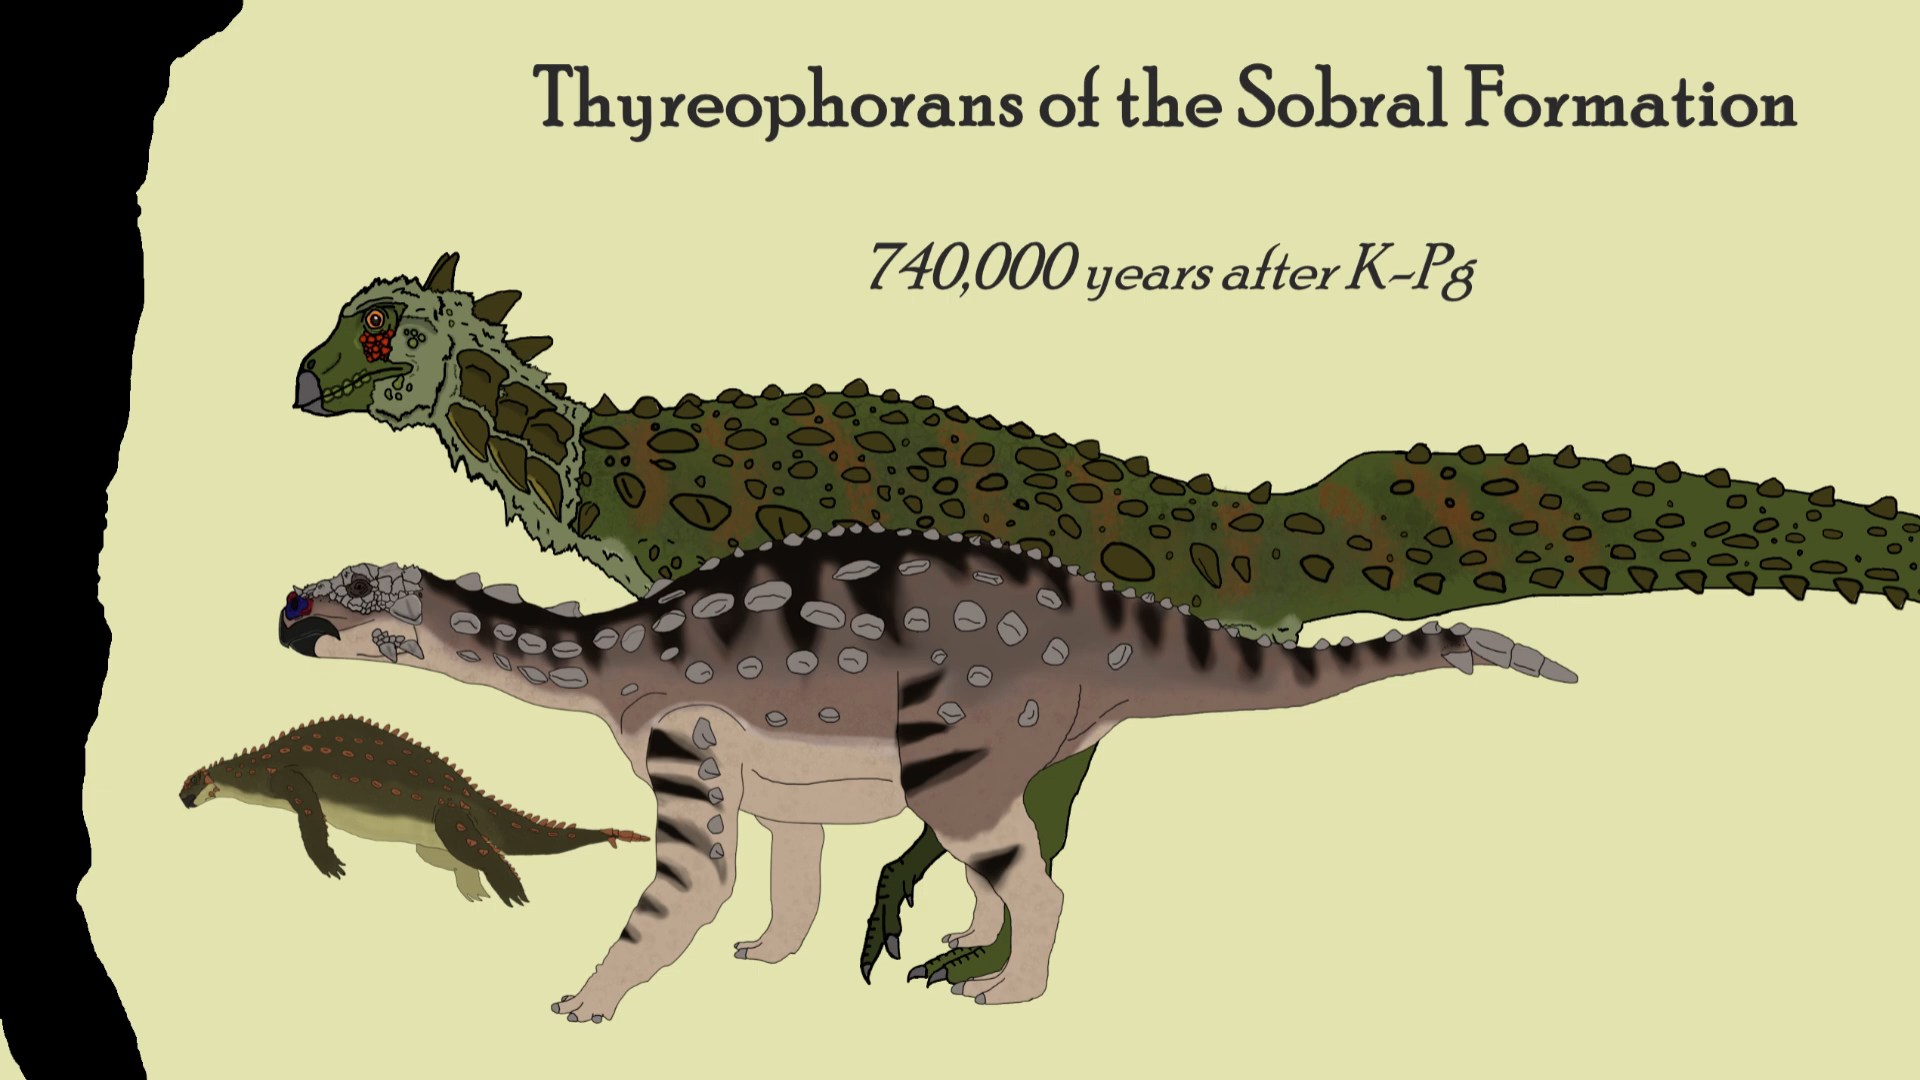 Thyreophorans of the Sobral Formation
740,000 years after K-Pg